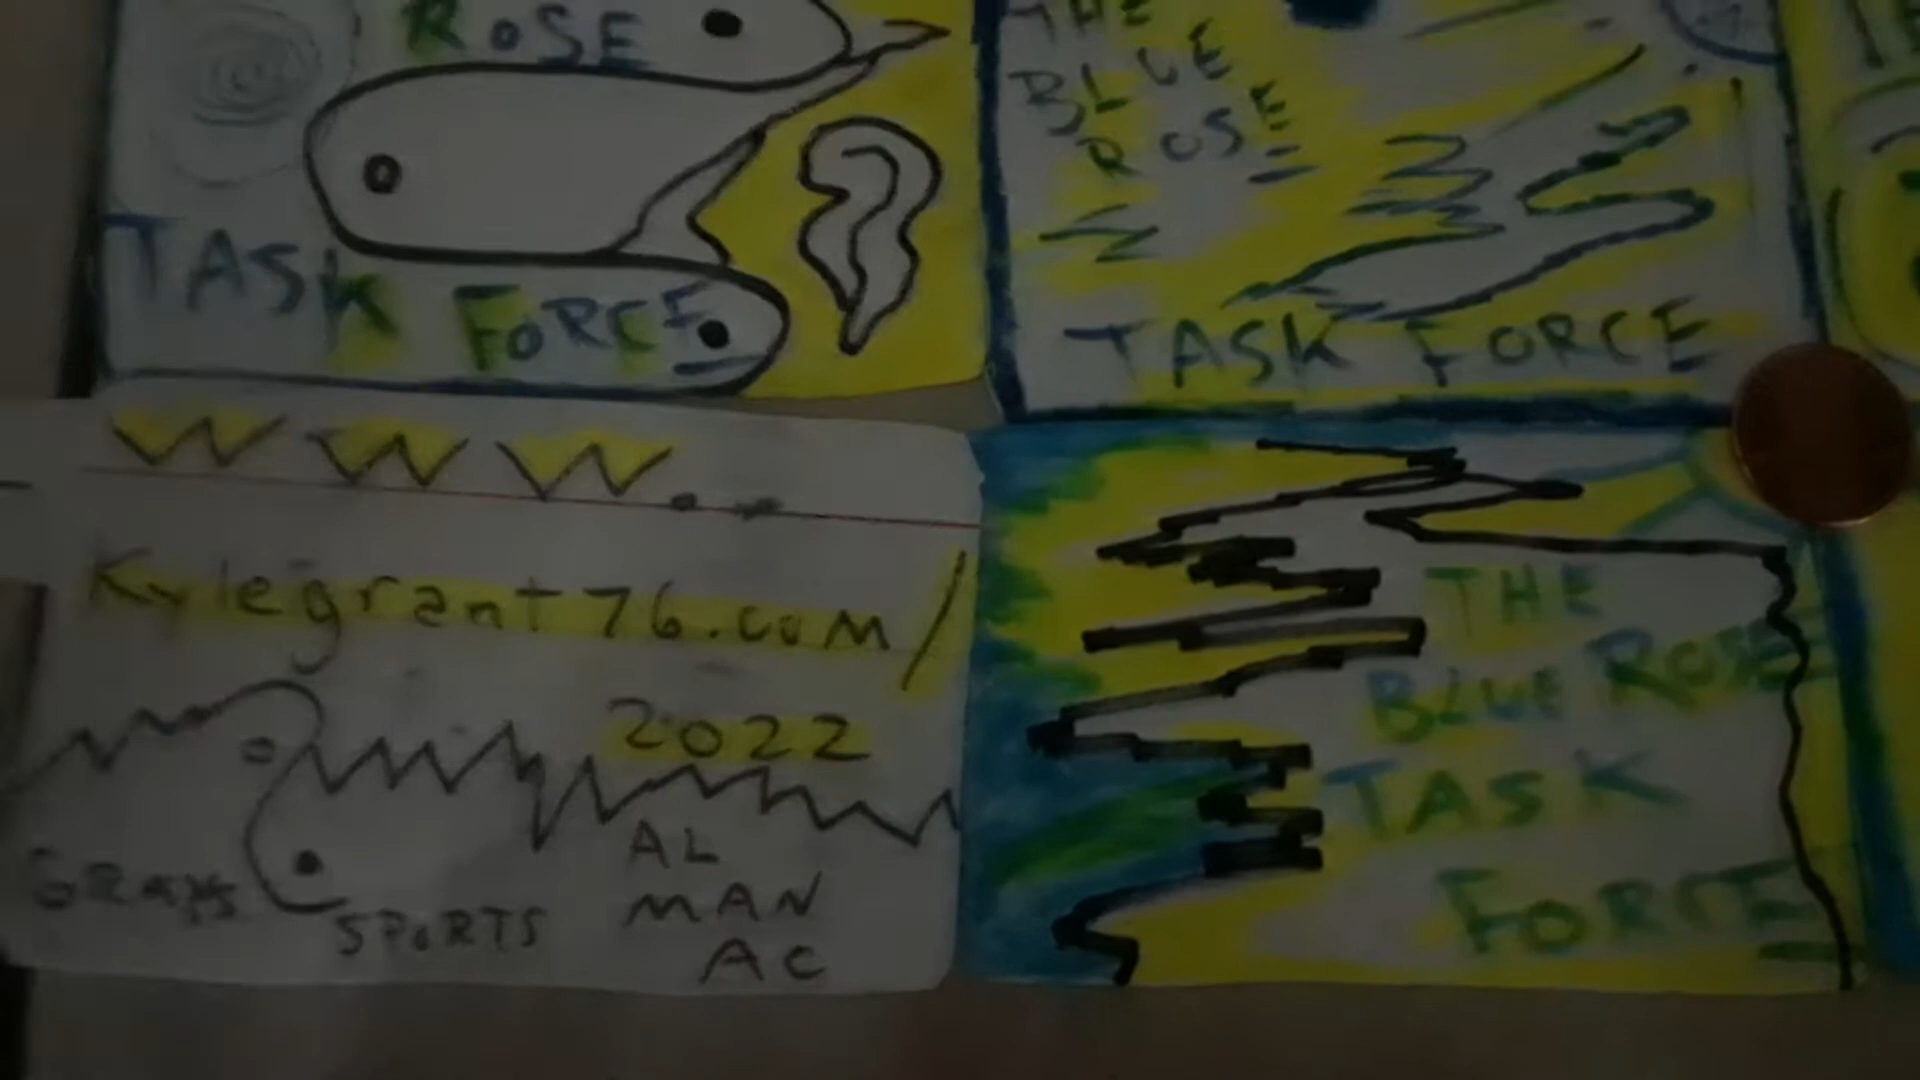 ROSE
TASK FORCE
THE
BLUE
ROSE
TASK FORCE
WWW..
Kylegrant76.com/
2022
GRAYS
SPORTS
AL
MAN
AC
THE
BLUE ROSE
TASK
FORCE